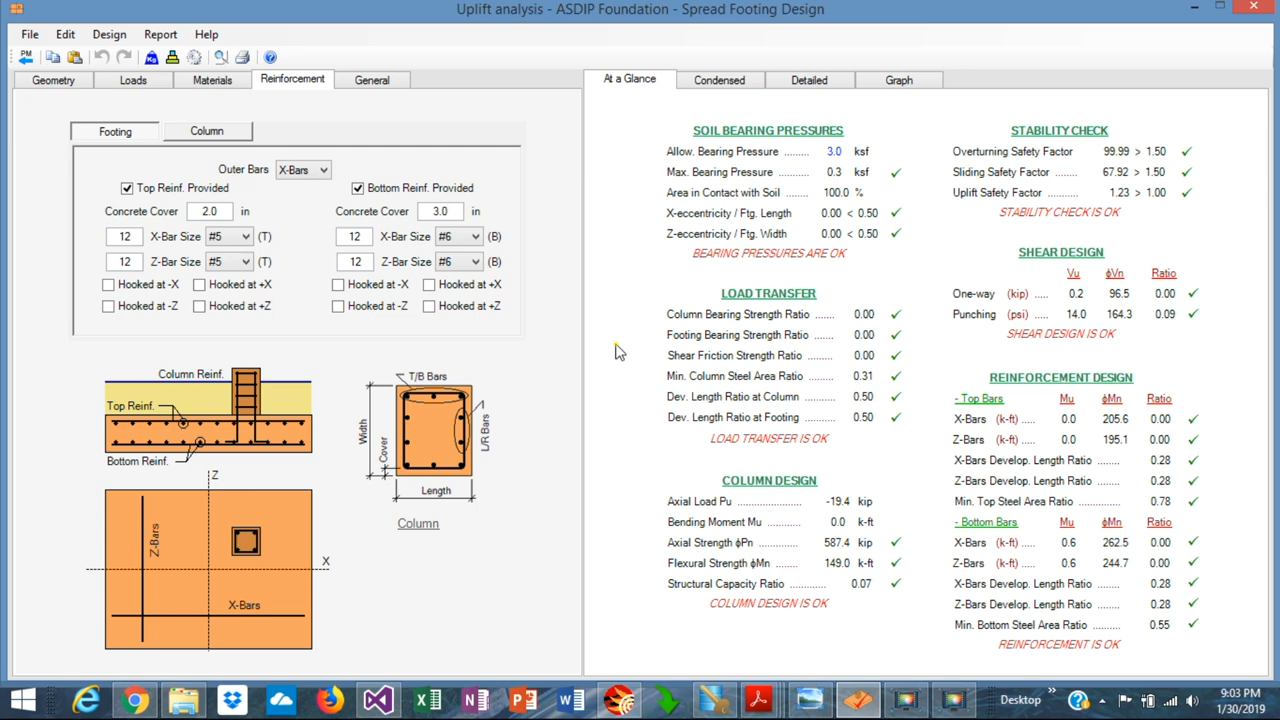 Uplift analysis - ASDIP Foundation - Spread Footing Design
File Edit Design Report Help
PM
Kg
Geometry Loads Materials Reinforcement General
Footing Column
Outer Bars X-Bars
Top Reinf. Provided Bottom Reinf. Provided
Concrete Cover 2.0 in Concrete Cover 3.0 in
12 X-Bar Size #5 (T) 12 X-Bar Size #6 (B)
12 Z-Bar Size #5 (T) 12 Z-Bar Size #6 (B)
Hooked at -X Hooked at +X Hooked at -X Hooked at +X
Hooked at -Z Hooked at +Z Hooked at -Z Hooked at +Z
Column Reinf.
Top Reinf.
Bottom Reinf.
Z
Z-Bars
X
X-Bars
T/B Bars
Width
Cover
L/R Bars
Length
Column
At a Glance Condensed Detailed Graph
SOIL BEARING PRESSURES
Allow. Bearing Pressure ......... 3.0 ksf
Max. Bearing Pressure ........... 0.3 ksf
Area in Contact with Soil ........ 100.0 %
X-eccentricity / Ftg. Length 0.00 < 0.50
Z-eccentricity / Ftg. Width 0.00 < 0.50
BEARING PRESSURES ARE OK
LOAD TRANSFER
Column Bearing Strength Ratio ....... 0.00
Footing Bearing Strength Ratio ...... 0.00
Shear Friction Strength Ratio ......... 0.00
Min. Column Steel Area Ratio ........ 0.31
Dev. Length Ratio at Column ......... 0.50
Dev. Length Ratio at Footing ......... 0.50
LOAD TRANSFER IS OK
COLUMN DESIGN
Axial Load Pu ....................... -19.4 kip
Bending Moment Mu ............. 0.0 k-ft
Axial Strength ϕPn ................ 587.4 kip
Flexural Strength ϕMn ........... 149.0 k-ft
Structural Capacity Ratio ............. 0.07
COLUMN DESIGN IS OK
STABILITY CHECK
Overturning Safety Factor 99.99 > 1.50
Sliding Safety Factor ....... 67.92 > 1.50
Uplift Safety Factor ........... 1.23 > 1.00
STABILITY CHECK IS OK
SHEAR DESIGN
Vu ϕVn Ratio
One-way (kip) ..... 0.2 96.5 0.00
Punching (psi) ..... 14.0 164.3 0.09
SHEAR DESIGN IS OK
REINFORCEMENT DESIGN
- Top Bars Mu ϕMn Ratio
X-Bars (k-ft) ..... 0.0 205.6 0.00
Z-Bars (k-ft) ..... 0.0 195.1 0.00
X-Bars Develop. Length Ratio ........ 0.28
Z-Bars Develop. Length Ratio ........ 0.28
Min. Top Steel Area Ratio ............. 0.78
- Bottom Bars Mu ϕMn Ratio
X-Bars (k-ft) ..... 0.6 262.5 0.00
Z-Bars (k-ft) ..... 0.6 244.7 0.00
X-Bars Develop. Length Ratio ........ 0.28
Z-Bars Develop. Length Ratio ........ 0.28
Min. Bottom Steel Area Ratio .......... 0.55
REINFORCEMENT IS OK
Desktop
9:03 PM
1/30/2019